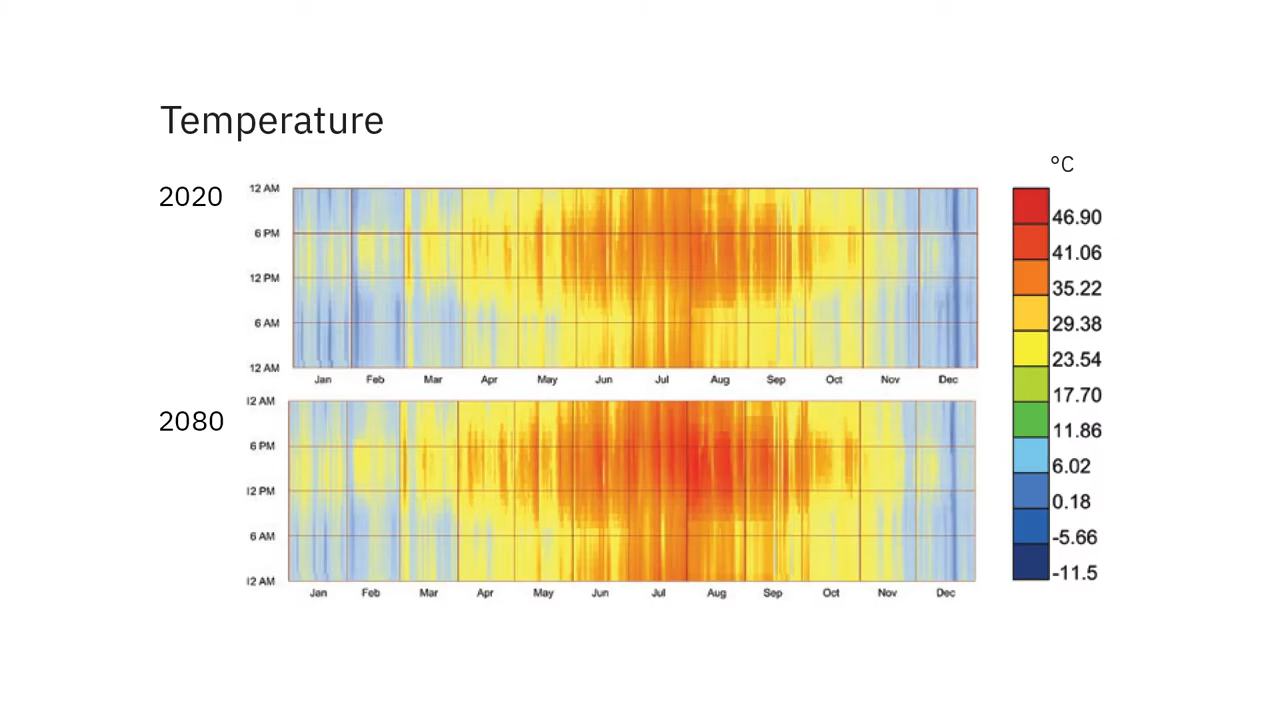 Temperature
°C
2020
12 AM
6 PM
12 PM
6 AM
12 AM
Jan Feb Mar Apr May Jun Jul Aug Sep Oct Nov Dec
2080
12 AM
6 PM
12 PM
6 AM
12 AM
Jan Feb Mar Apr May Jun Jul Aug Sep Oct Nov Dec
46.90
41.06
35.22
29.38
23.54
17.70
11.86
6.02
0.18
-5.66
-11.5